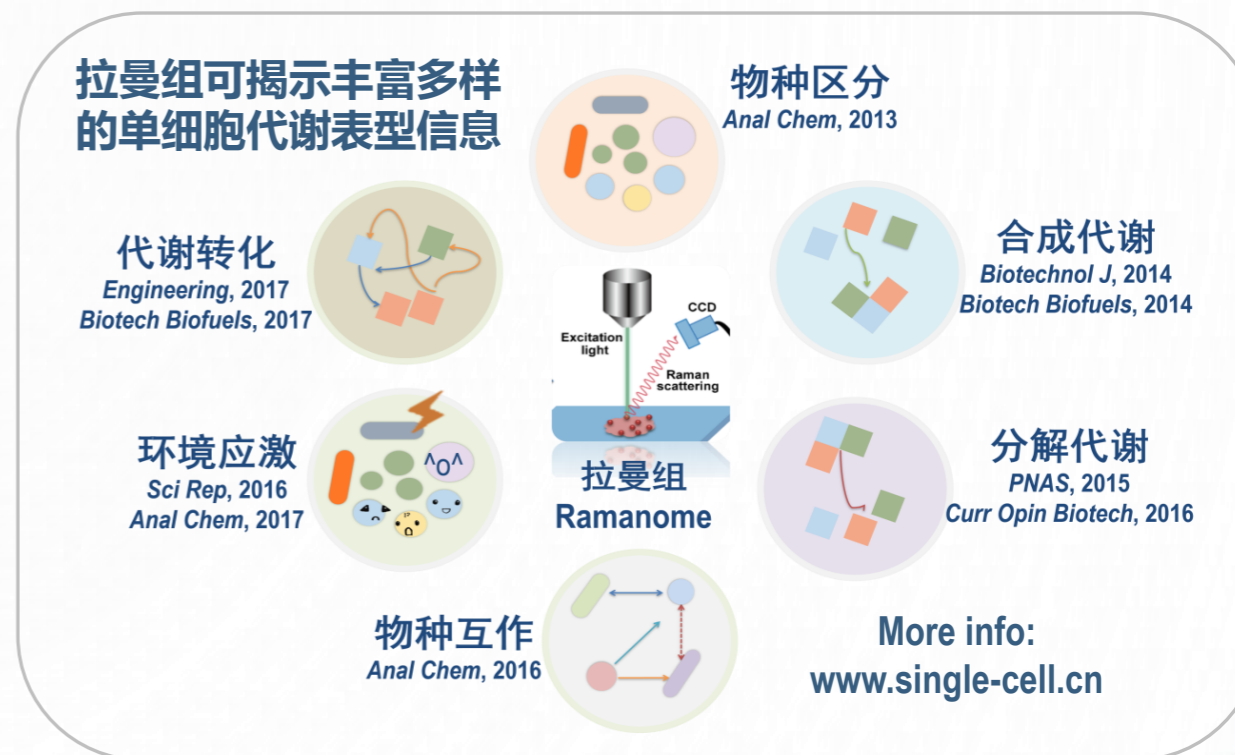 拉曼组可揭示丰富多样
的单细胞代谢表型信息
物种区分
Anal Chem, 2013
代谢转化
Engineering, 2017
Biotech Biofuels, 2017
合成代谢
Biotechnol J, 2014
Biotech Biofuels, 2014
CCD
Excitation
light
Raman
scattering
环境应激
Sci Rep, 2016
Anal Chem, 2017
^o^
拉曼组
Ramanome
分解代谢
PNAS, 2015
Curr Opin Biotech, 2016
物种互作
Anal Chem, 2016
More info:
www.single-cell.cn